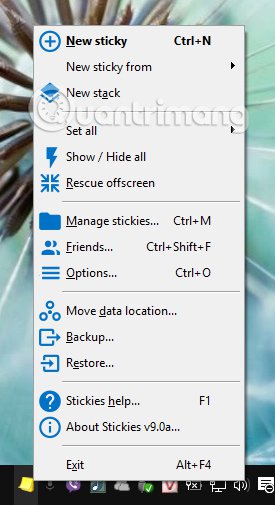 New sticky Ctrl+N
New sticky from
New stack
Quantrimang
Set all
Show / Hide all
Rescue offscreen
Manage stickies... Ctrl+M
Friends... Ctrl+Shift+F
Options... Ctrl+O
Move data location...
Backup...
Restore...
Stickies help... F1
About Stickies v9.0a...
Exit Alt+F4